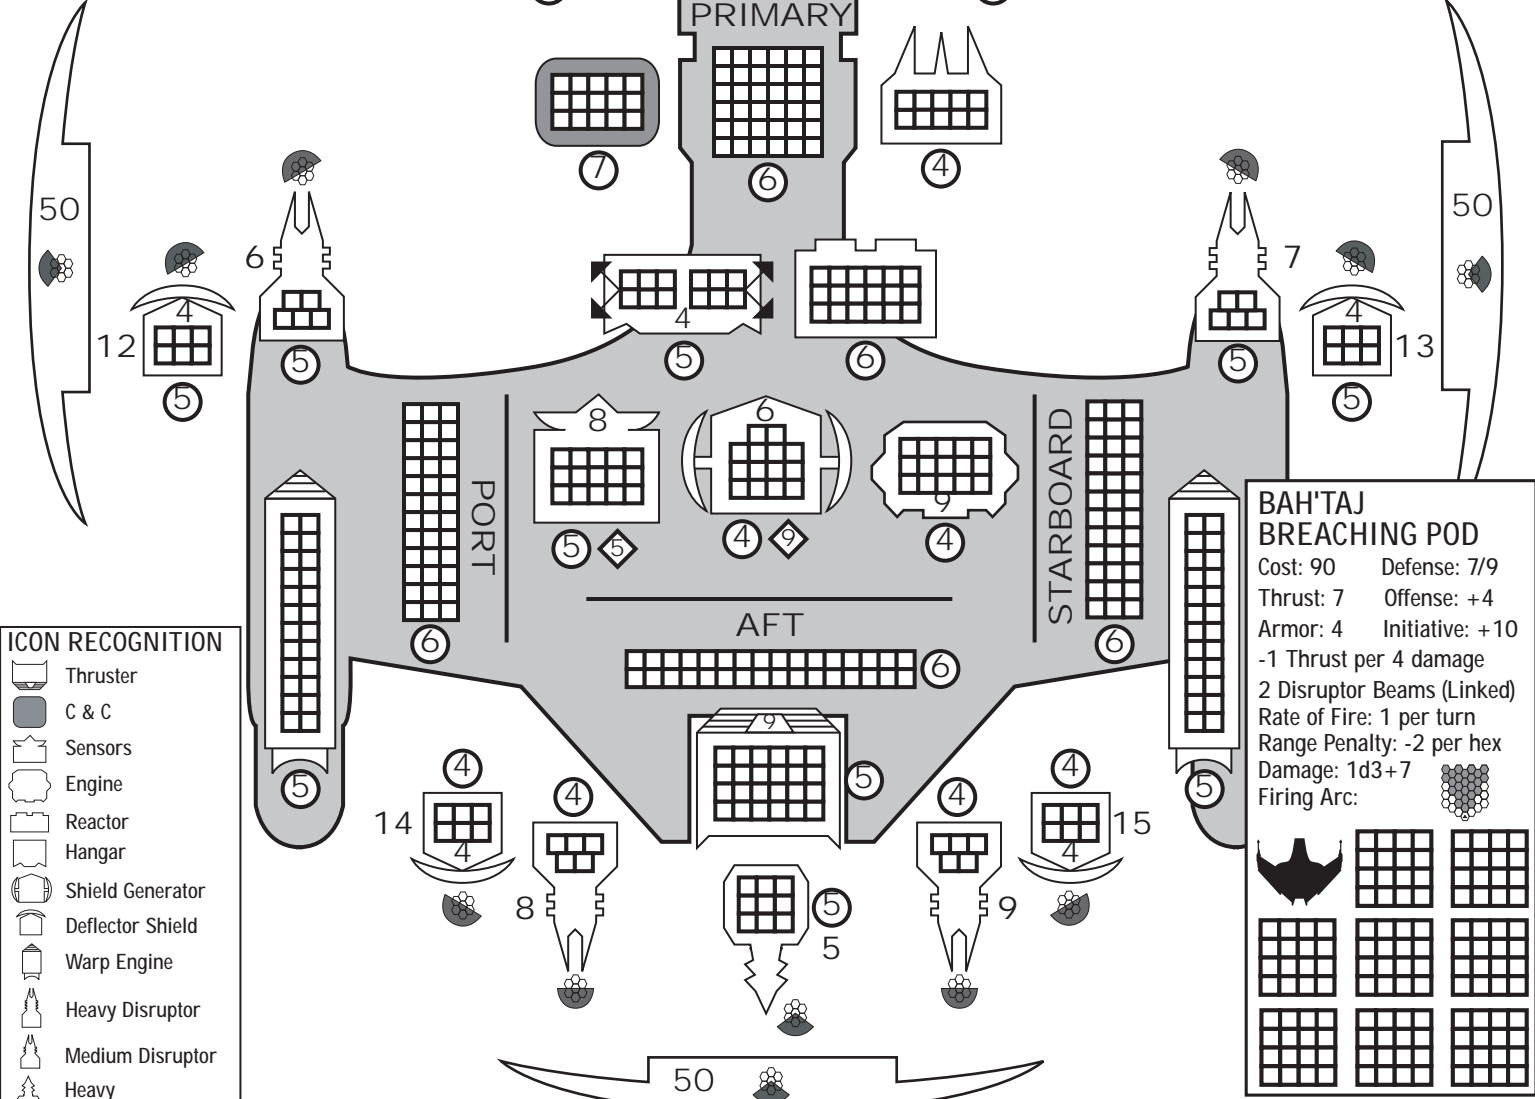 PRIMARY
7
6
4
50
50
6
7
4
12
5
5
4
5
6
5
4
13
5
8
6
9
5
5
4
9
4
PORT
STARBOARD
6
6
AFT
6
9
5
5
5
4
14
4
4
8
4
9
4
15
4
5
5
50
ICON RECOGNITION
Thruster
C & C
Sensors
Engine
Reactor
Hangar
Shield Generator
Deflector Shield
Warp Engine
Heavy Disruptor
Medium Disruptor
Heavy
BAH'TAJ
BREACHING POD
Cost: 90 Defense: 7/9
Thrust: 7 Offense: +4
Armor: 4 Initiative: +10
-1 Thrust per 4 damage
2 Disruptor Beams (Linked)
Rate of Fire: 1 per turn
Range Penalty: -2 per hex
Damage: 1d3+7
Firing Arc: